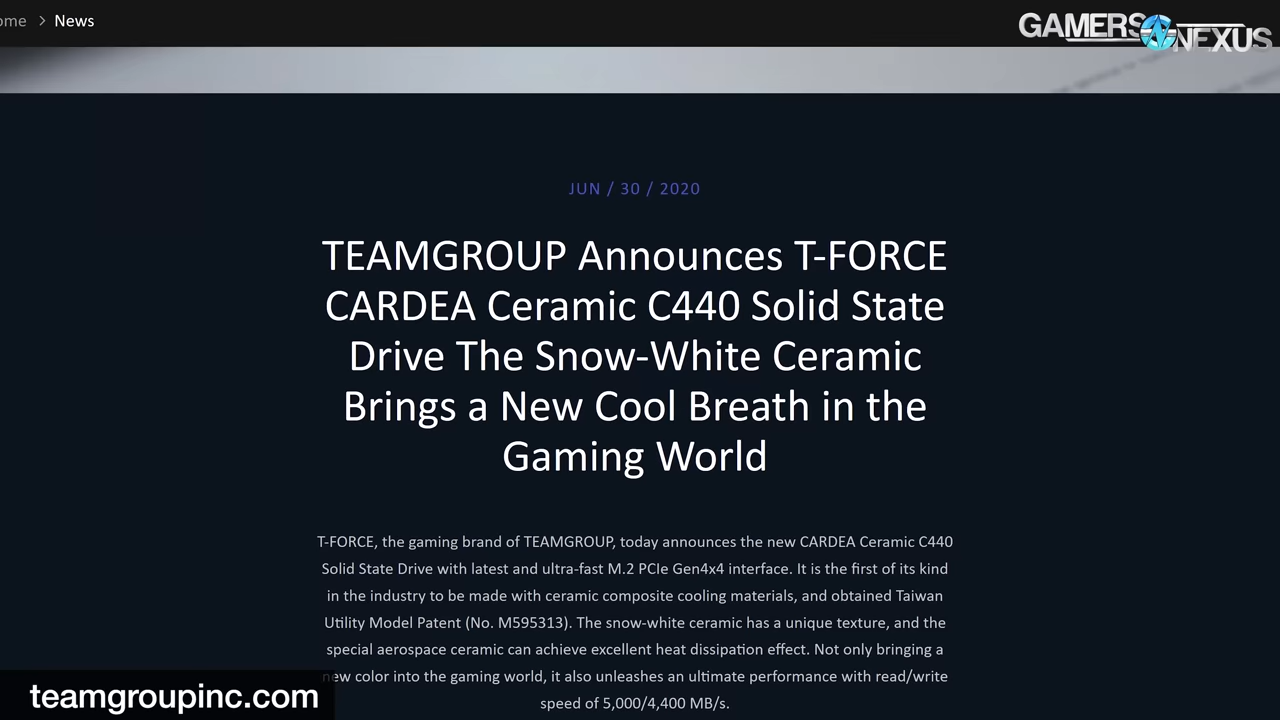 ome > News
GAMERS NEXUS
JUN / 30 / 2020
TEAMGROUP Announces T-FORCE
CARDEA Ceramic C440 Solid State
Drive The Snow-White Ceramic
Brings a New Cool Breath in the
Gaming World
T-FORCE, the gaming brand of TEAMGROUP, today announces the new CARDEA Ceramic C440
Solid State Drive with latest and ultra-fast M.2 PCIe Gen4x4 interface. It is the first of its kind
in the industry to be made with ceramic composite cooling materials, and obtained Taiwan
Utility Model Patent (No. M595313). The snow-white ceramic has a unique texture, and the
special aerospace ceramic can achieve excellent heat dissipation effect. Not only bringing a
new color into the gaming world, it also unleashes an ultimate performance with read/write
speed of 5,000/4,400 MB/s.
teamgroupinc.com